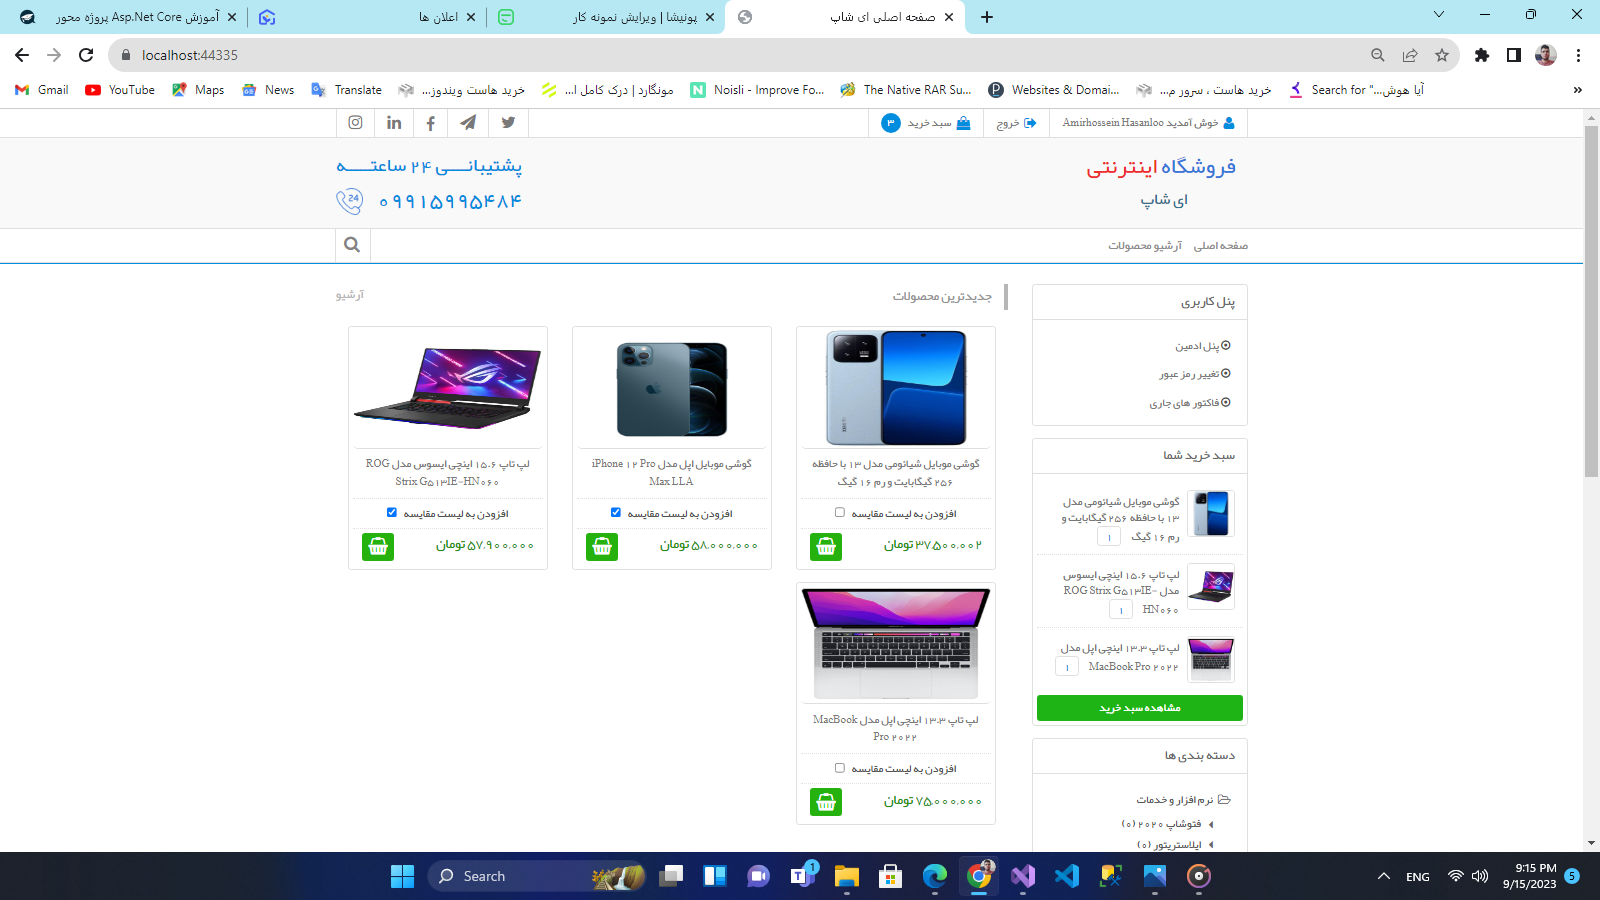 آموزش Asp.Net Core پروژه محور
اعلان ها
پونیشا | ویرایش نمونه کار
صفحه اصلی ای شاپ
localhost:44335
Gmail
YouTube
Maps
News
Translate
خرید هاست ویندوز...
مونگارد | درک کامل ا...
Noisli - Improve Fo...
The Native RAR Su...
Websites & Domai...
خرید هاست ، سرور م...
Search for “...آیا هوش
خوش آمدید Amirhossein Hasanloo
خروج
سبد خرید ۳
فروشگاه اینترنتی
ای شاپ
پشتیبانــــی ۲۴ ساعتــــــه
۰۹۹۱۵۹۹۵۴۸۴
24
صفحه اصلی
آرشیو محصولات
پنل کاربری
پنل ادمین
تغییر رمز عبور
فاکتور های جاری
سبد خرید شما
گوشی موبایل شیائومی مدل
۱۳ با حافظه ۲۵۶ گیگابایت و
رم ۱۶ گیگ ۱
لپ تاپ ۱۵.۶ اینچی ایسوس
مدل ROG Strix G۵۱۳IE-
HN۰۶۰ ۱
لپ تاپ ۱۳.۳ اینچی اپل مدل
MacBook Pro ۲۰۲۲ ۱
مشاهده سبد خرید
دسته بندی ها
نرم افزار و خدمات
فتوشاپ ۲۰۲۰ (۰)
ایلاستریتور (۰)
جدیدترین محصولات
آرشیو
گوشی موبایل شیائومی مدل ۱۳ با حافظه
۲۵۶ گیگابایت و رم ۱۶ گیگ
افزودن به لیست مقایسه
۳۷,۵۰۰,۰۰۲ تومان
گوشی موبایل اپل مدل iPhone ۱۲ Pro
Max LLA
افزودن به لیست مقایسه
۵۸,۰۰۰,۰۰۰ تومان
لپ تاپ ۱۵.۶ اینچی ایسوس مدل ROG
Strix G۵۱۳IE-HN۰۶۰
افزودن به لیست مقایسه
۵۷,۹۰۰,۰۰۰ تومان
لپ تاپ ۱۳.۳ اینچی اپل مدل MacBook
Pro ۲۰۲۲
افزودن به لیست مقایسه
۷۵,۰۰۰,۰۰۰ تومان
Search
1
ENG
9:15 PM
9/15/2023
5